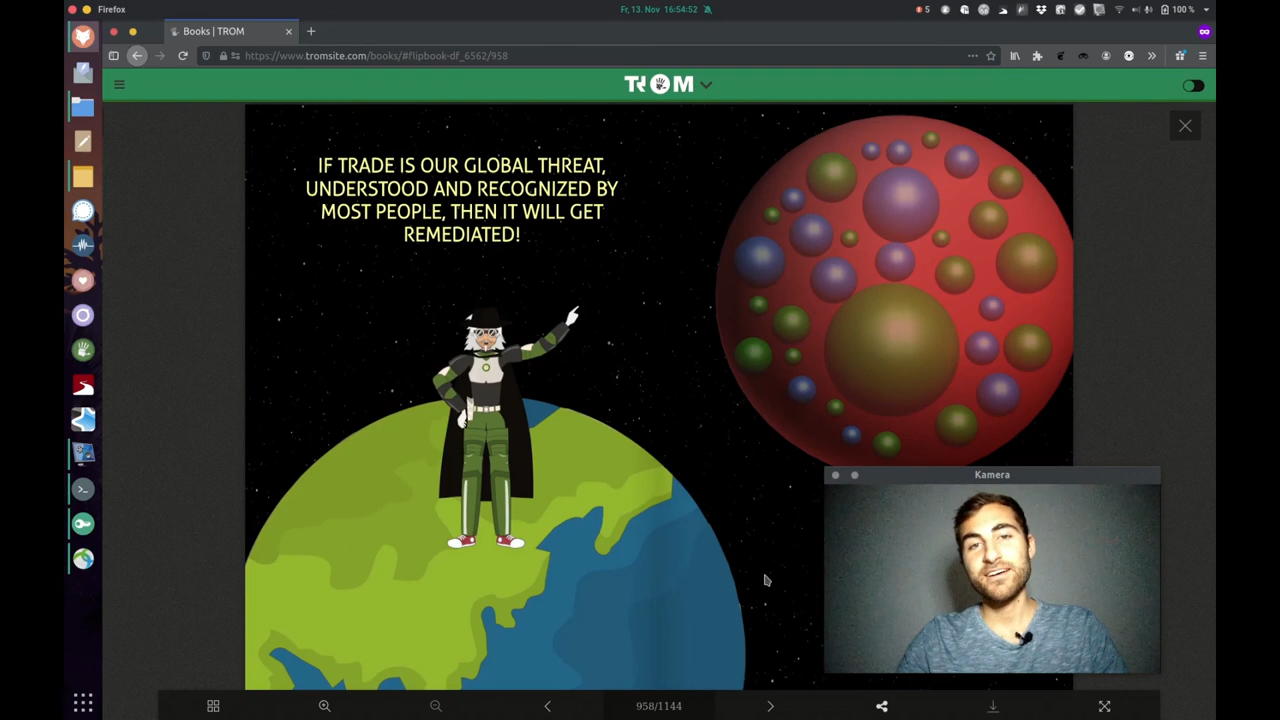 Firefox
Fr, 13. Nov 16:54:52
5
100 %
Books | TROM
https://www.tromsite.com/books/#flipbook-df_6562/958
TROM
IF TRADE IS OUR GLOBAL THREAT,
UNDERSTOOD AND RECOGNIZED BY
MOST PEOPLE, THEN IT WILL GET
REMEDIATED!
Kamera
958/1144